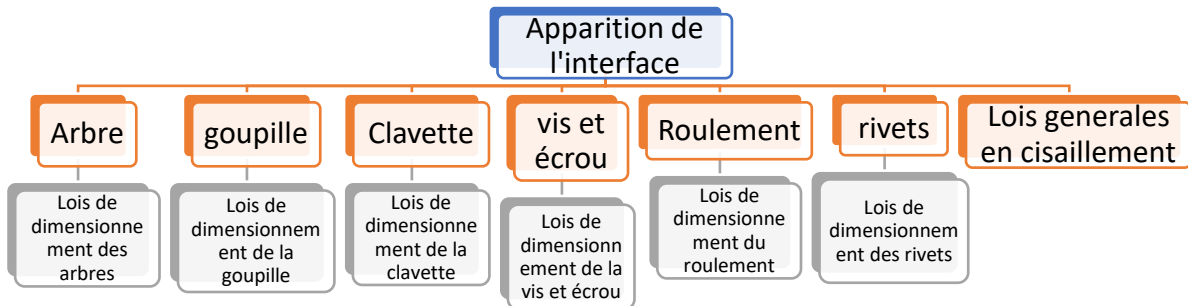 Apparition de
l'interface
Arbre
goupille
Clavette
vis et
écrou
Roulement
rivets
Lois generales
en cisaillement
Lois de
dimensionne
ment des
arbres
Lois de
dimensionnem
ent de la
goupille
Lois de
dimensionne
ment de la
clavette
Lois de
dimensionn
ement de la
vis et écrou
Lois de
dimensionne
ment du
roulement
Lois de
dimensionnem
ent des rivets